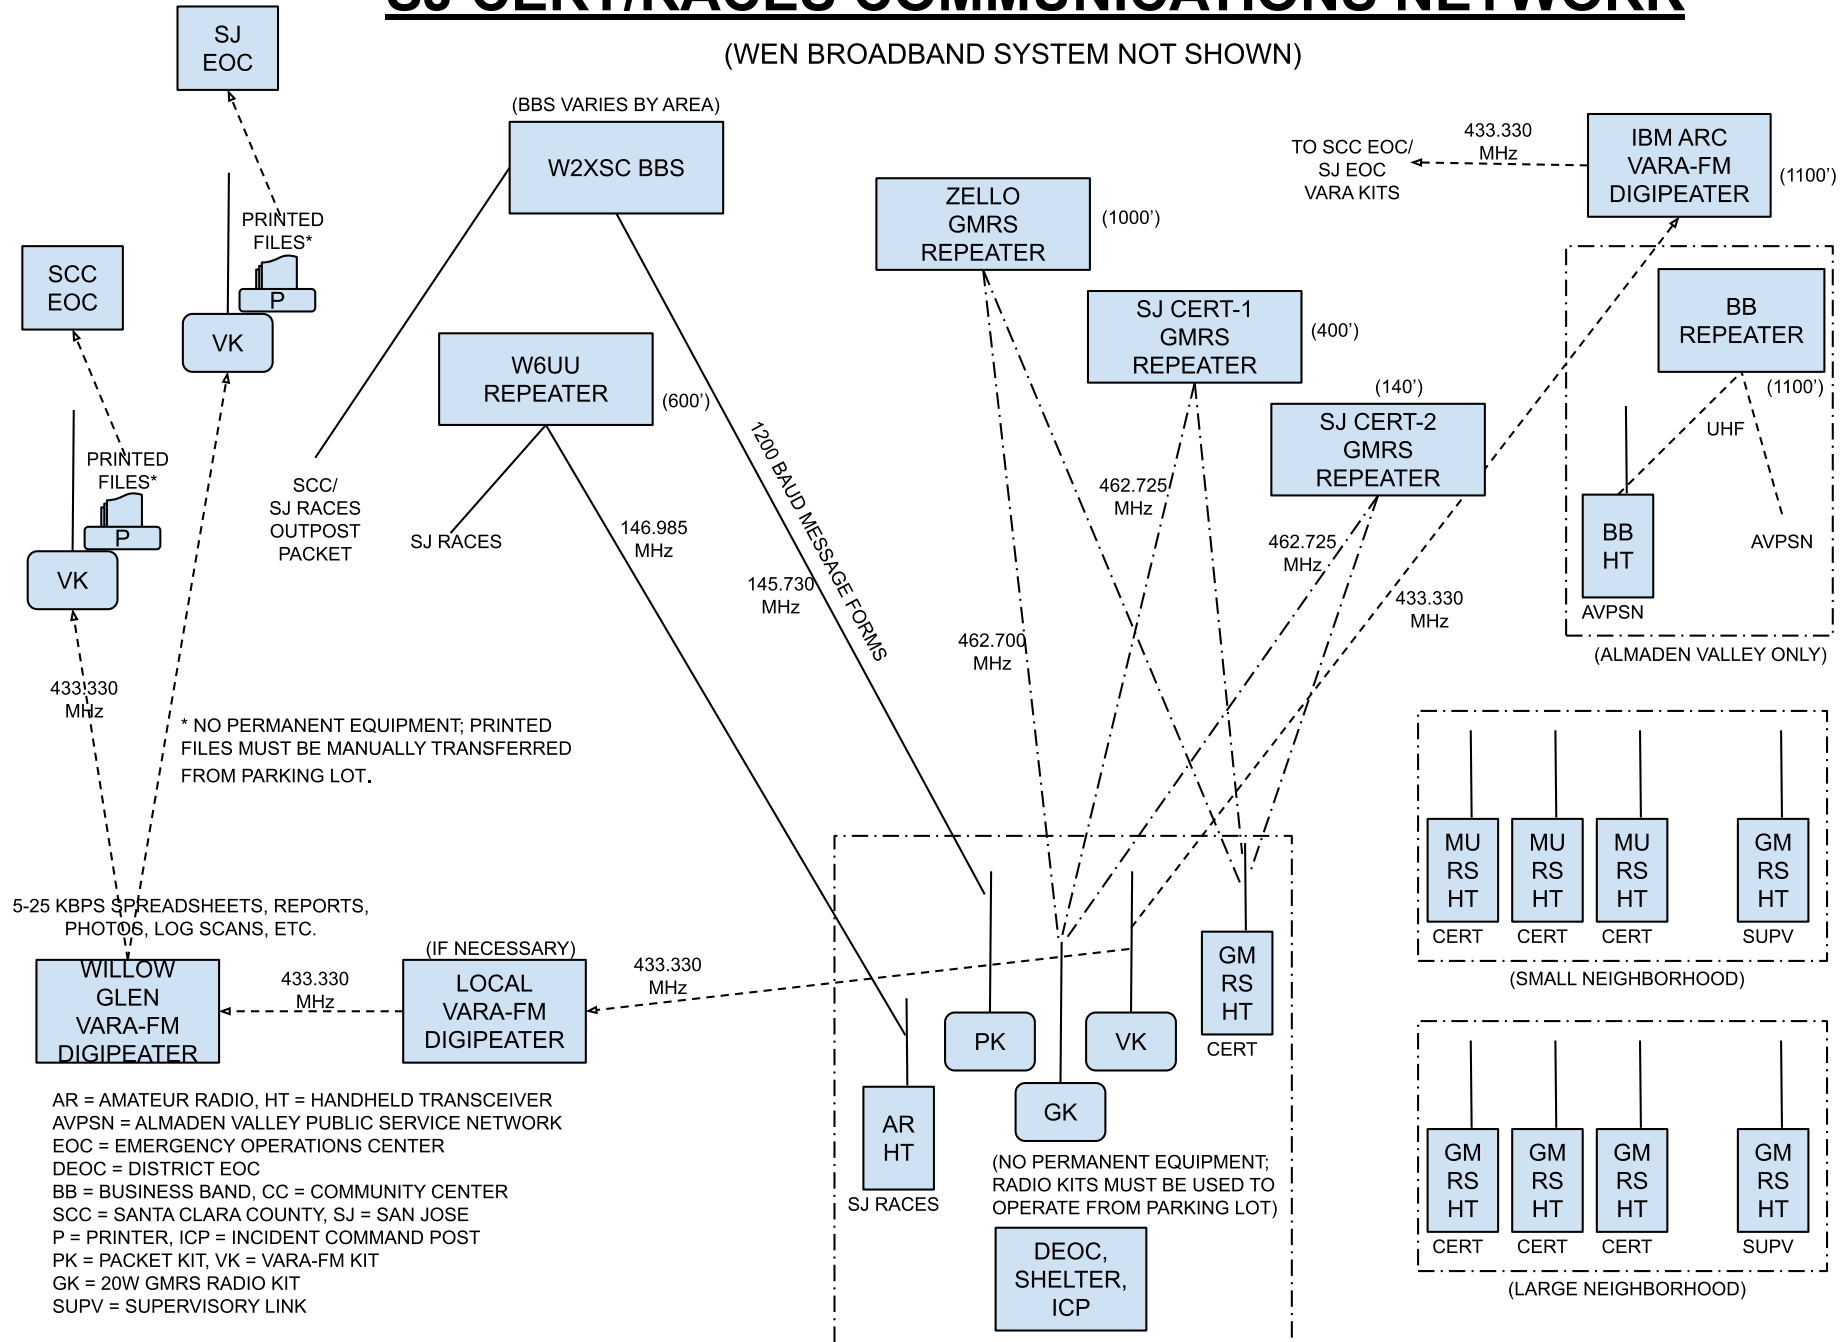 SJ CERT/RACES COMMUNICATIONS NETWORK
(WEN BROADBAND SYSTEM NOT SHOWN)
SJ
EOC
PRINTED
FILES*
P
VK
SCC
EOC
PRINTED
FILES*
P
VK
433.330
MHz
(BBS VARIES BY AREA)
W2XSC BBS
SCC/
SJ RACES
OUTPOST
PACKET
W6UU
REPEATER
(600’)
SJ RACES
146.985
MHz
1200 BAUD MESSAGE FORMS
145.730
MHz
ZELLO
GMRS
REPEATER
(1000’)
462.700
MHz
SJ CERT-1
GMRS
REPEATER
(400’)
462.725
MHz
(140’)
SJ CERT-2
GMRS
REPEATER
462.725
MHz
433.330
MHz
TO SCC EOC/
SJ EOC
VARA KITS
433.330
MHz
IBM ARC
VARA-FM
DIGIPEATER
(1100’)
BB
REPEATER
(1100’)
UHF
BB
HT
AVPSN
AVPSN
(ALMADEN VALLEY ONLY)
* NO PERMANENT EQUIPMENT; PRINTED
FILES MUST BE MANUALLY TRANSFERRED
FROM PARKING LOT.
5-25 KBPS SPREADSHEETS, REPORTS,
PHOTOS, LOG SCANS, ETC.
WILLOW
GLEN
VARA-FM
DIGIPEATER
433.330
MHz
(IF NECESSARY)
LOCAL
VARA-FM
DIGIPEATER
433.330
MHz
AR
HT
SJ RACES
PK
GK
VK
GM
RS
HT
CERT
(NO PERMANENT EQUIPMENT;
RADIO KITS MUST BE USED TO
OPERATE FROM PARKING LOT)
DEOC,
SHELTER,
ICP
MU
RS
HT
CERT
MU
RS
HT
CERT
MU
RS
HT
CERT
GM
RS
HT
SUPV
(SMALL NEIGHBORHOOD)
GM
RS
HT
CERT
GM
RS
HT
CERT
GM
RS
HT
CERT
GM
RS
HT
SUPV
(LARGE NEIGHBORHOOD)
AR = AMATEUR RADIO, HT = HANDHELD TRANSCEIVER
AVPSN = ALMADEN VALLEY PUBLIC SERVICE NETWORK
EOC = EMERGENCY OPERATIONS CENTER
DEOC = DISTRICT EOC
BB = BUSINESS BAND, CC = COMMUNITY CENTER
SCC = SANTA CLARA COUNTY, SJ = SAN JOSE
P = PRINTER, ICP = INCIDENT COMMAND POST
PK = PACKET KIT, VK = VARA-FM KIT
GK = 20W GMRS RADIO KIT
SUPV = SUPERVISORY LINK